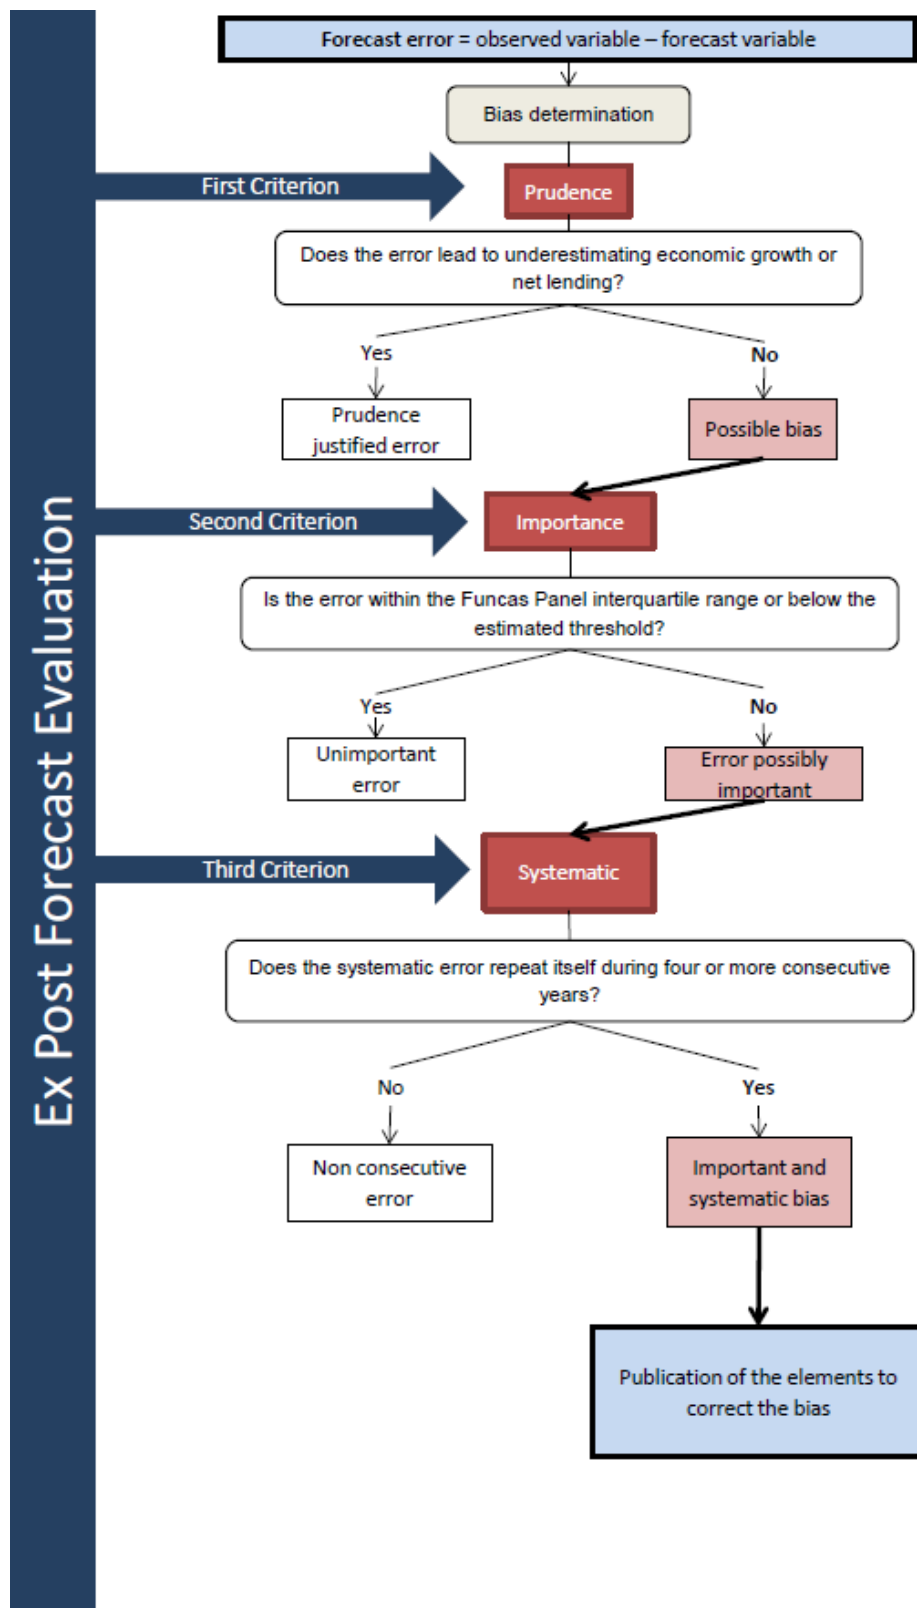 Forecast error = observed variable – forecast variable
Bias determination
First Criterion
Prudence
Does the error lead to underestimating economic growth or
net lending?
Yes
No
Prudence
justified error
Possible bias
Second Criterion
Importance
Is the error within the Funcas Panel interquartile range or below the
estimated threshold?
Yes
No
Unimportant
error
Error possibly
important
Third Criterion
Systematic
Does the systematic error repeat itself during four or more consecutive
years?
No
Yes
Non consecutive
error
Important and
systematic bias
Publication of the elements to
correct the bias
Ex Post Forecast Evaluation